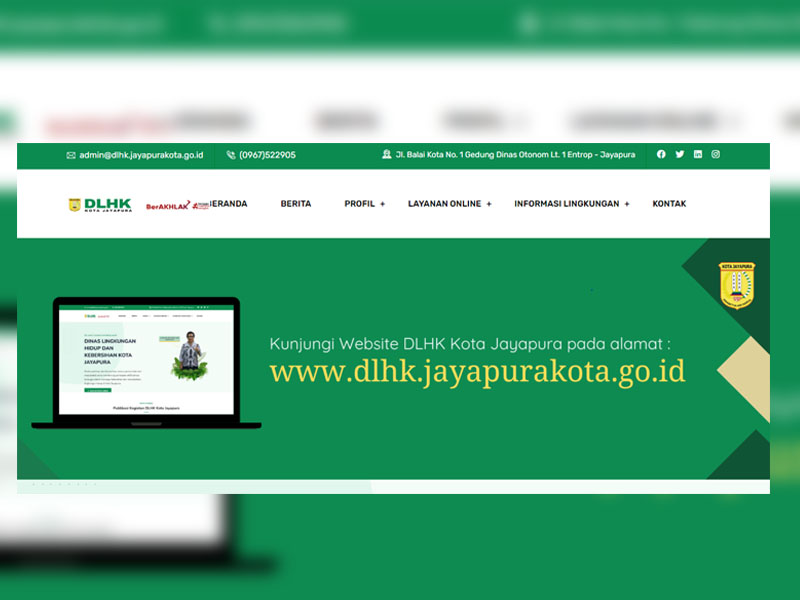 admin@dlhk.jayapurakota.go.id
(0967)522905
Jl. Balai Kota No. 1 Gedung Dinas Otonom Lt. 1 Entrop - Jayapura
DLHK
KOTA JAYAPURA
BerAKHLAK
BERANDA
BERITA
PROFIL +
LAYANAN ONLINE +
INFORMASI LINGKUNGAN +
KONTAK
KOTA JAYAPURA
DINAS LINGKUNGAN
HIDUP DAN
KEBERSIHAN KOTA
JAYAPURA
Kunjungi Website DLHK Kota Jayapura pada alamat :
www.dlhk.jayapurakota.go.id